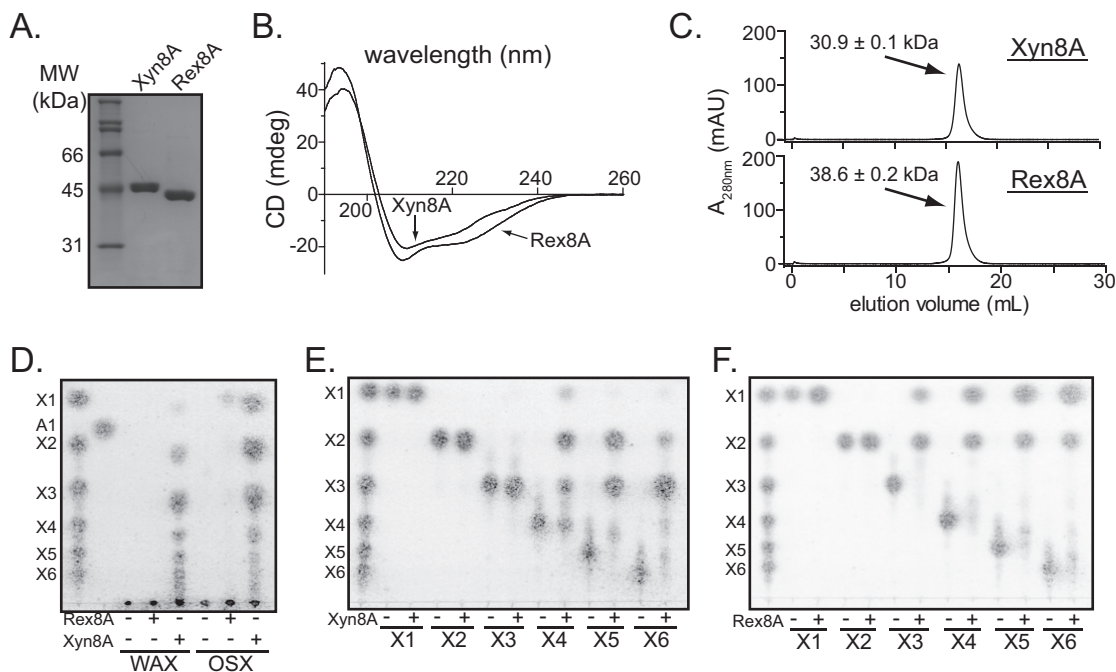 A.
MW
(kDa)
Xyn8A
Rex8A
66
45
31
B.
wavelength (nm)
CD (mdeg)
40
20
0
-20
200
220
240
260
Xyn8A
Rex8A
C.
A280nm (mAU)
200
100
0
30.9 ± 0.1 kDa
Xyn8A
200
100
0
38.6 ± 0.2 kDa
Rex8A
0
10
20
30
elution volume (mL)
D.
X1
A1
X2
X3
X4
X5
X6
Rex8A - + - - + -
Xyn8A - - + - - +
WAX OSX
E.
X1
X2
X3
X4
X5
X6
Xyn8A - + - + - + - + - + - +
X1 X2 X3 X4 X5 X6
F.
X1
X2
X3
X4
X5
X6
Rex8A - + - + - + - + - + - +
X1 X2 X3 X4 X5 X6